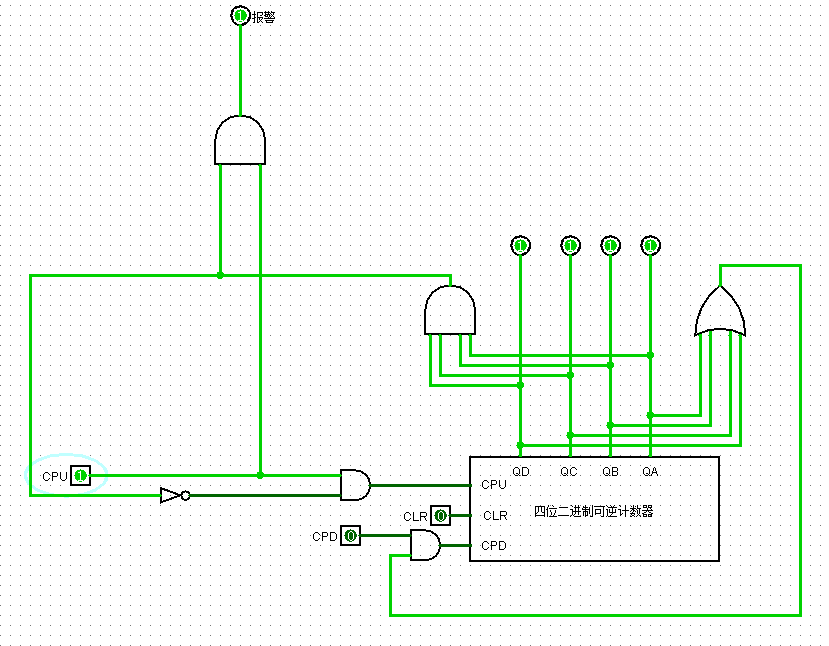 1 报警
1 1 1 1
QD QC QB QA
CPU 1
CPU
CLR 0
CLR
四位二进制可逆计数器
CPD 0
CPD